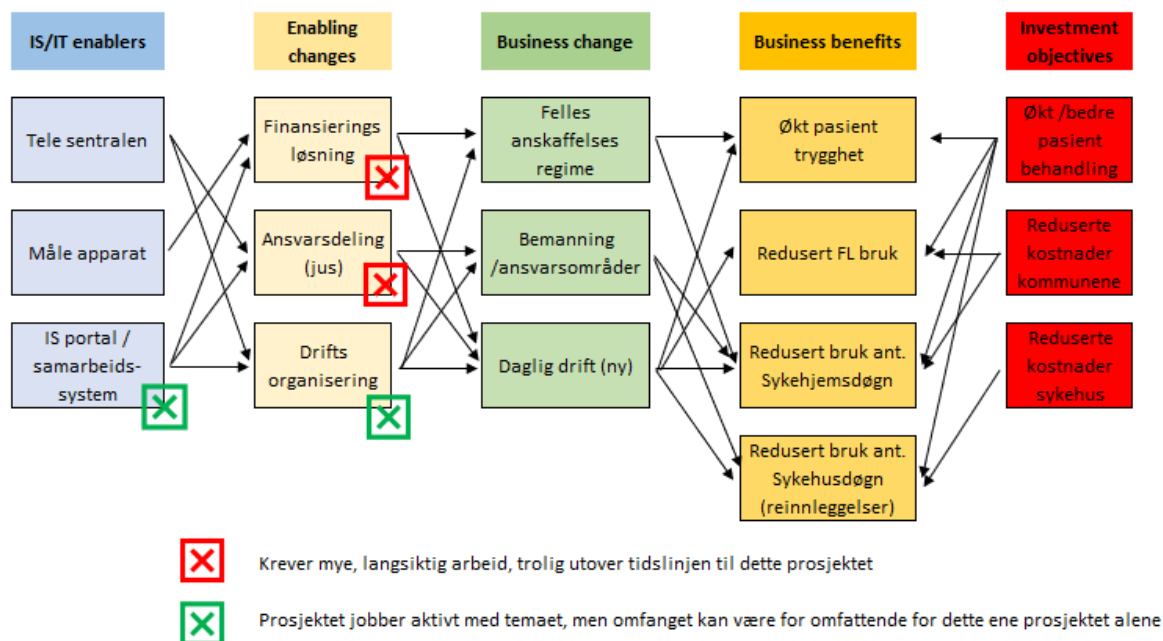 IS/IT enablers
Enabling
changes
Business change
Business benefits
Investment
objectives
Tele sentralen
Finansierings
løsning
Felles
anskaffelses
regime
Økt pasient
trygghet
Økt /bedre
pasient
behandling
Måle apparat
Ansvarsdeling
(jus)
Bemanning
/ansvarsområder
Redusert FL bruk
Reduserte
kostnader
kommunene
IS portal /
samarbeids-
system
Drifts
organisering
Daglig drift (ny)
Redusert bruk ant.
Sykehjemsdøgn
Reduserte
kostnader
sykehus
Redusert bruk ant.
Sykehusdøgn
(reinnleggelser)
Krever mye, langsiktig arbeid, trolig utover tidslinjen til dette prosjektet
Prosjektet jobber aktivt med temaet, men omfanget kan være for omfattende for dette ene prosjektet alene